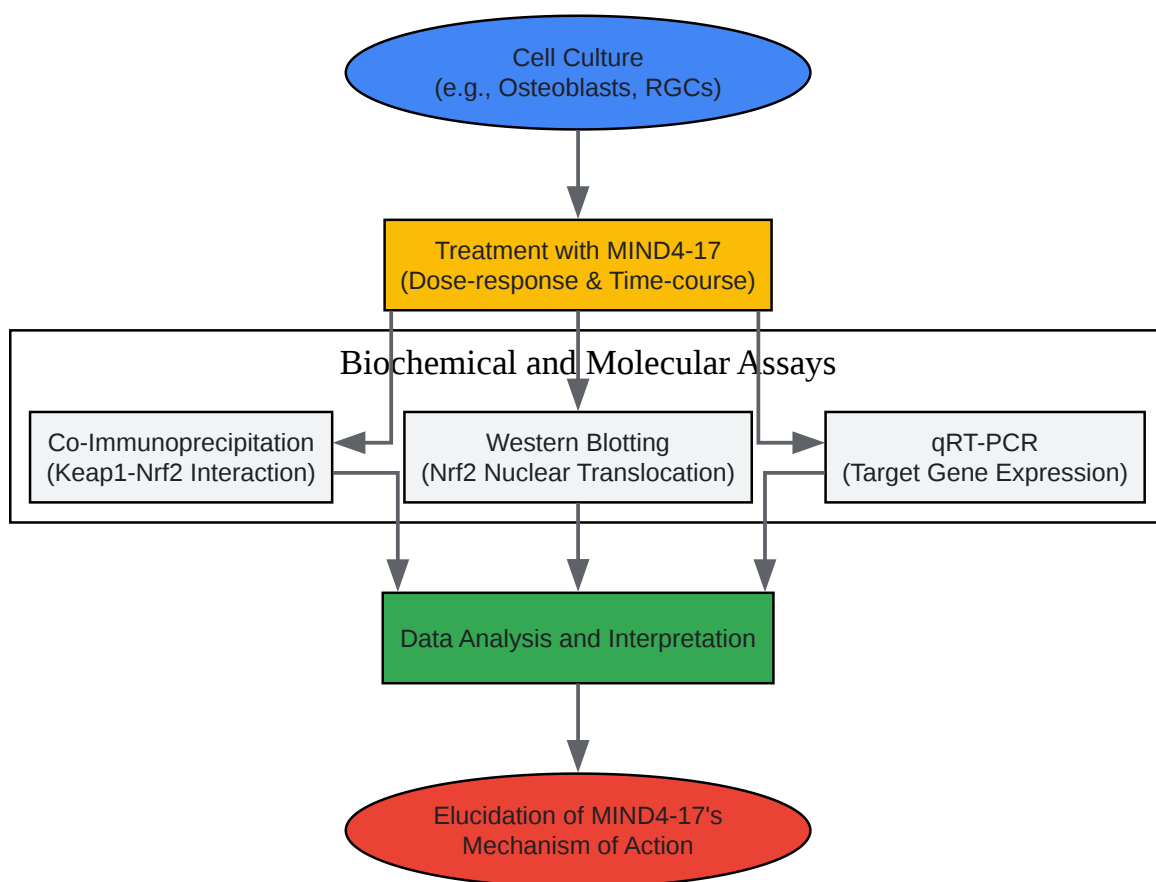 Cell Culture
(e.g., Osteoblasts, RGCs)
Treatment with MIND4-17
(Dose-response & Time-course)
Biochemical and Molecular Assays
Co-Immunoprecipitation
(Keap1-Nrf2 Interaction)
Western Blotting
(Nrf2 Nuclear Translocation)
qRT-PCR
(Target Gene Expression)
Data Analysis and Interpretation
Elucidation of MIND4-17's
Mechanism of Action